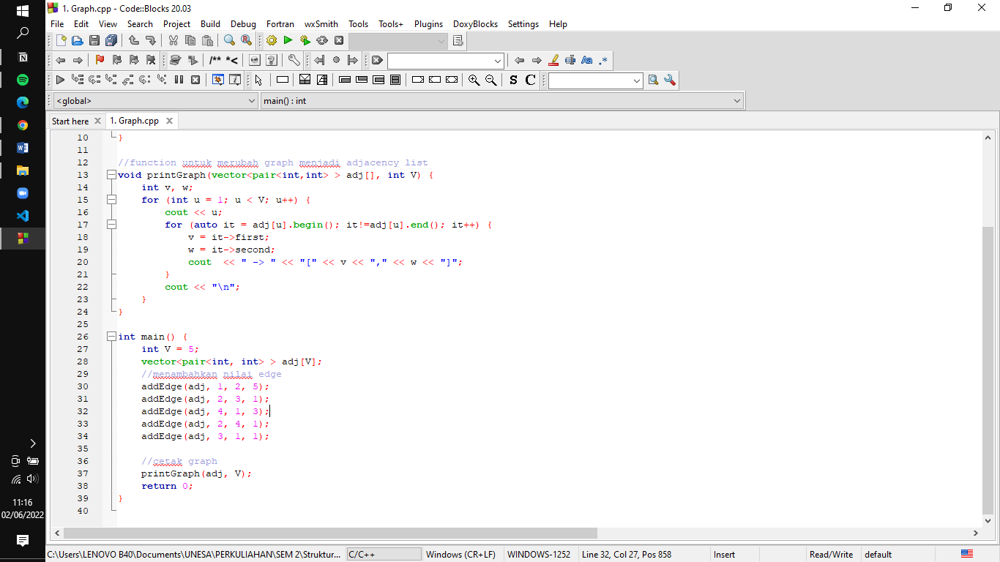 1. Graph.cpp - Code::Blocks 20.03
File Edit View Search Project Build Debug Fortran wxSmith Tools Tools+ Plugins DoxyBlocks Settings Help
/** *<
Aa .*
S C
<global> main() : int
Start here 1. Graph.cpp
10 }
11
12 //function untuk merubah graph menjadi adjacency list
13 void printGraph(vector<pair<int,int> > adj[], int V) {
14 int v, w;
15 for (int u = 1; u < V; u++) {
16 cout << u;
17 for (auto it = adj[u].begin(); it!=adj[u].end(); it++) {
18 v = it->first;
19 w = it->second;
20 cout  << " -> " << "[" << v << "," << w << "]";
21 }
22 cout << "\n";
23 }
24 }
25
26 int main() {
27 int V = 5;
28 vector<pair<int, int> > adj[V];
29 //menambahkan nilai edge
30 addEdge(adj, 1, 2, 5);
31 addEdge(adj, 2, 3, 1);
32 addEdge(adj, 4, 1, 3);
33 addEdge(adj, 2, 4, 1);
34 addEdge(adj, 3, 1, 1);
35
36 //cetak graph
37 printGraph(adj, V);
38 return 0;
39 }
40
11:16
02/06/2022
C:\Users\LENOVO B40\Documents\UNESA\PERKULIAHAN\SEM 2\Struktur... C/C++ Windows (CR+LF) WINDOWS-1252 Line 32, Col 27, Pos 858 Insert Read/Write default